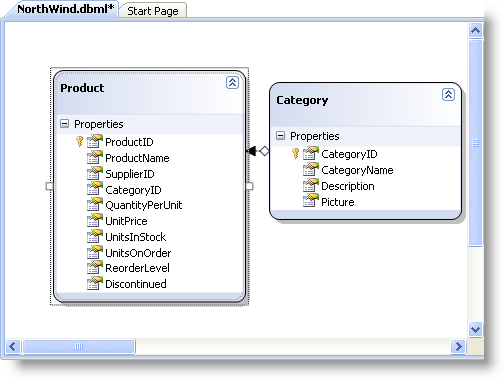 NorthWind.dbml*
Start Page
Product
Properties
ProductID
ProductName
SupplierID
CategoryID
QuantityPerUnit
UnitPrice
UnitsInStock
UnitsOnOrder
ReorderLevel
Discontinued
Category
Properties
CategoryID
CategoryName
Description
Picture